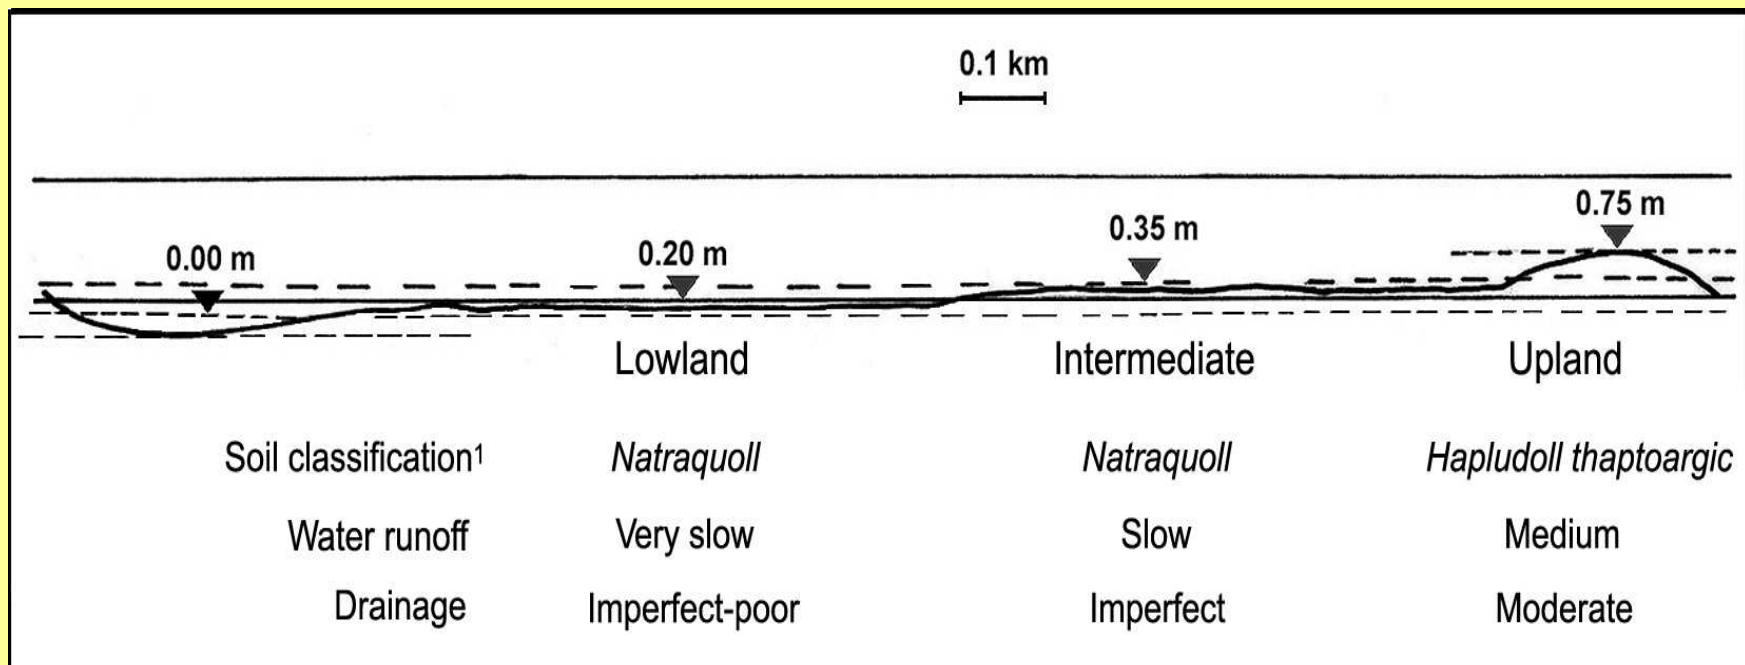 0.1 km
0.75 m
0.35 m
0.20 m
0.00 m
Lowland Intermediate Upland
Soil classification¹ Natraquoll Natraquoll Hapludoll thaptoargic
Water runoff Very slow Slow Medium
Drainage Imperfect-poor Imperfect Moderate